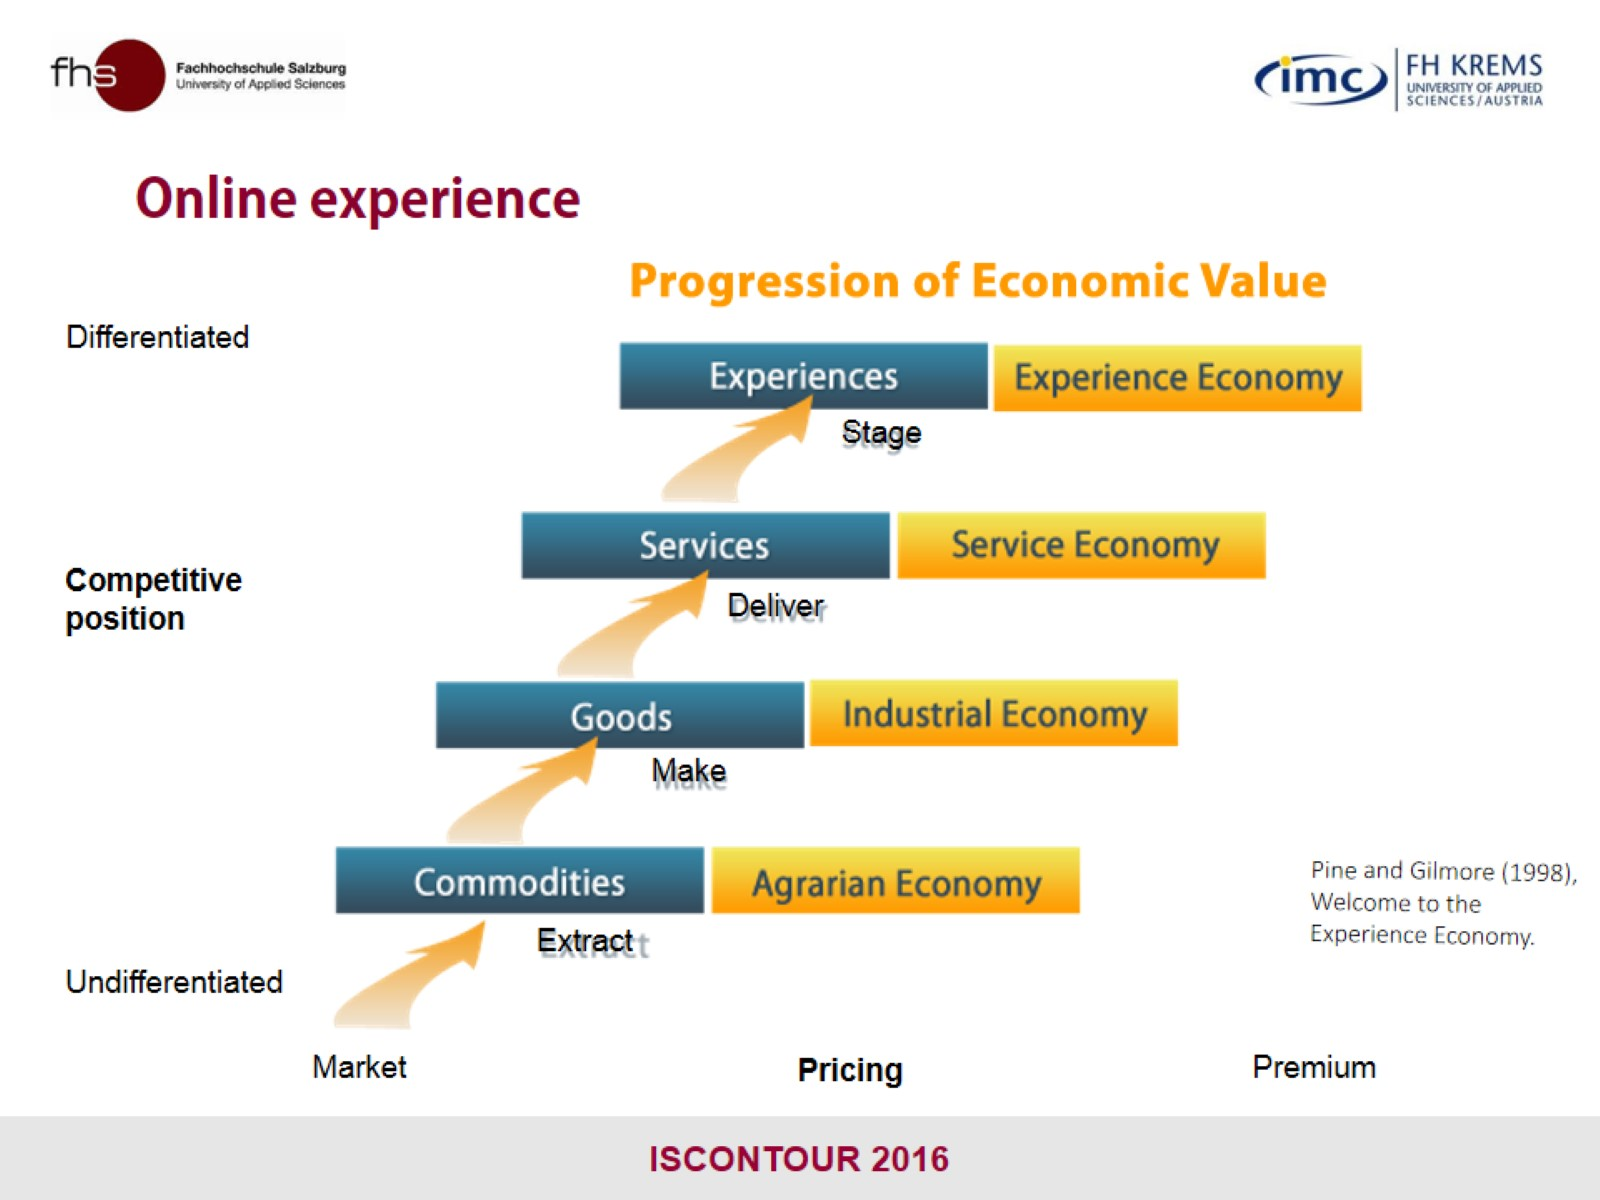 fhs
Fachhochschule Salzburg
University of Applied Sciences
imc
FH KREMS
UNIVERSITY OF APPLIED
SCIENCES/AUSTRIA
Online experience
Progression of Economic Value
Differentiated
Experiences
Experience Economy
Stage
Services
Service Economy
Competitive
position
Deliver
Goods
Industrial Economy
Make
Commodities
Agrarian Economy
Pine and Gilmore (1998),
Welcome to the
Experience Economy.
Extract
Undifferentiated
Market
Pricing
Premium
ISCONTOUR 2016